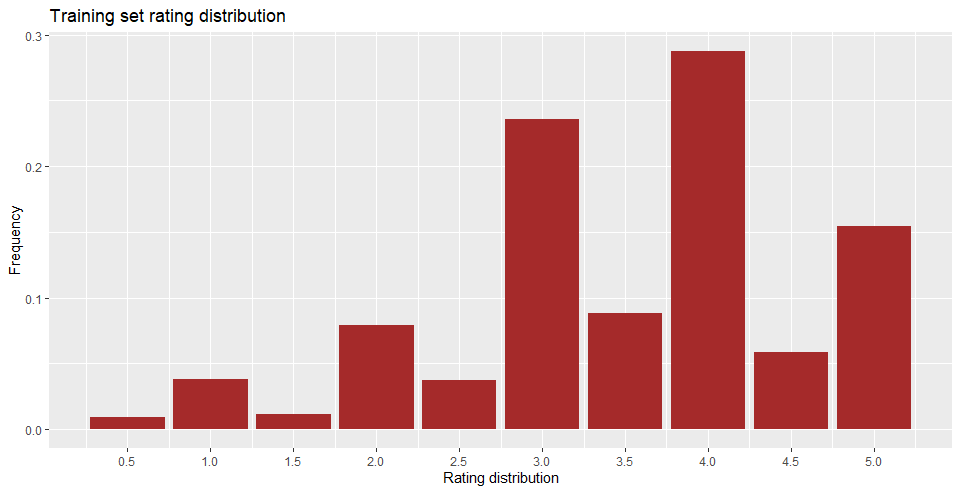 Training set rating distribution
Frequency
0.3
0.2
0.1
0.0
0.5 1.0 1.5 2.0 2.5 3.0 3.5 4.0 4.5 5.0
Rating distribution